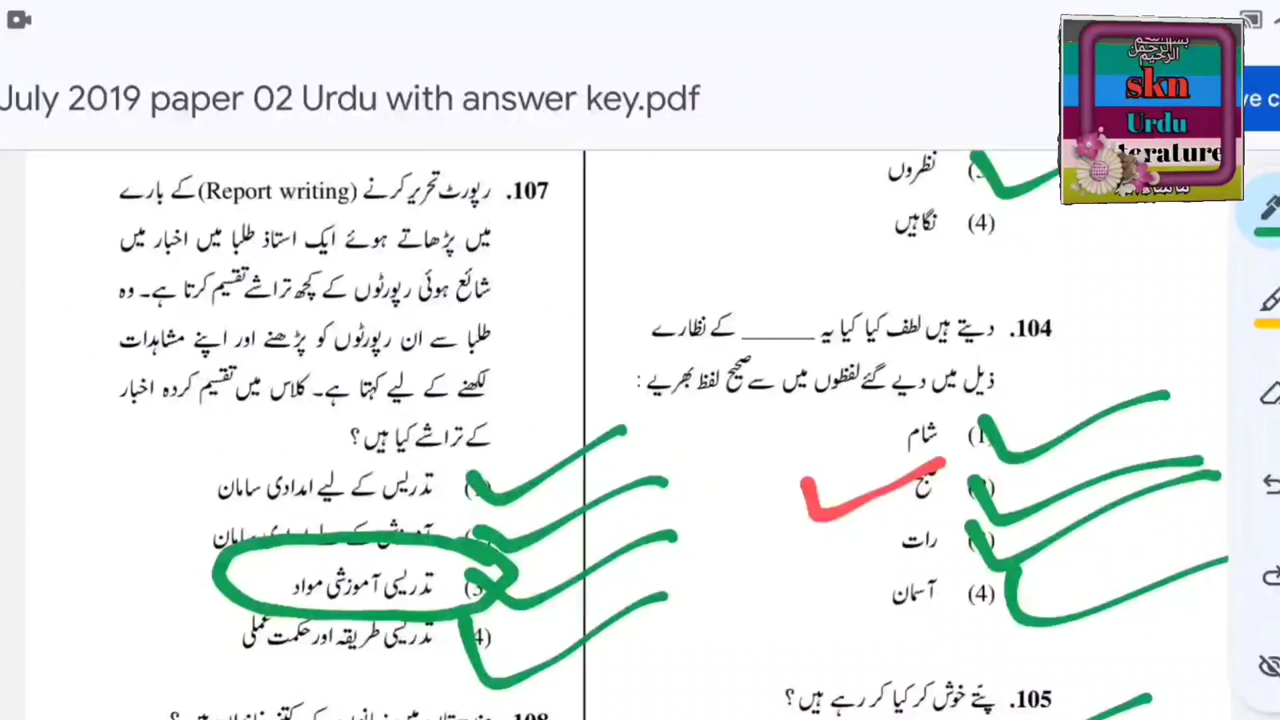 July 2019 paper 02 Urdu with answer key.pdf
skn
Urdu
نظروں
(4) نگاہیں
104. دیتے ہیں لطف کیا کیا یہ ______ کے نظارے
ذیل میں دیے گئے لفظوں میں سے صحیح لفظ بھریے :
(1) شام
صبح
رات
(4) آسمان
105. پتّے خوش کر کیا کر رہے ہیں؟
107. رپورٹ تحریر کرنے (Report writing) کے بارے
میں پڑھاتے ہوئے ایک استاذ طلبا میں اخبار میں
شائع ہوئی رپورٹوں کے کچھ تراشے تقسیم کرتا ہے۔ وہ
طلبا سے ان رپورٹوں کو پڑھنے اور اپنے مشاہدات
لکھنے کے لیے کہتا ہے۔ کلاس میں تقسیم کردہ اخبار
کے تراشے کیا ہیں؟
تدریس کے لیے امدادی سامان
سامان
(3) تدریسی آموزشی مواد
(4) تدریسی طریقہ اور حکمت عملی
108.